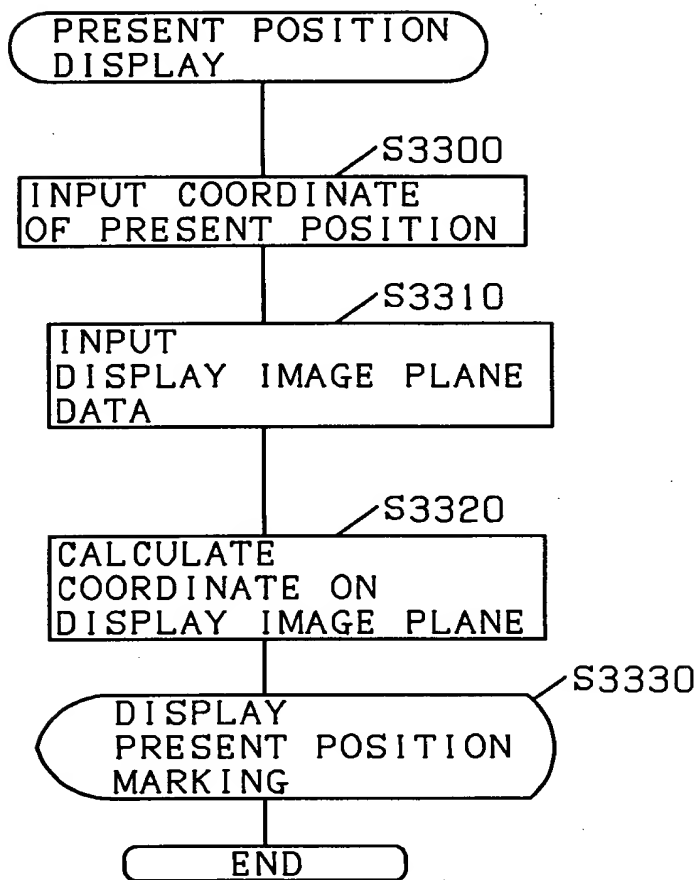 PRESENT POSITION
DISPLAY
S3300
INPUT COORDINATE
OF PRESENT POSITION
S3310
INPUT
DISPLAY IMAGE PLANE
DATA
S3320
CALCULATE
COORDINATE ON
DISPLAY IMAGE PLANE
S3330
DISPLAY
PRESENT POSITION
MARKING
END